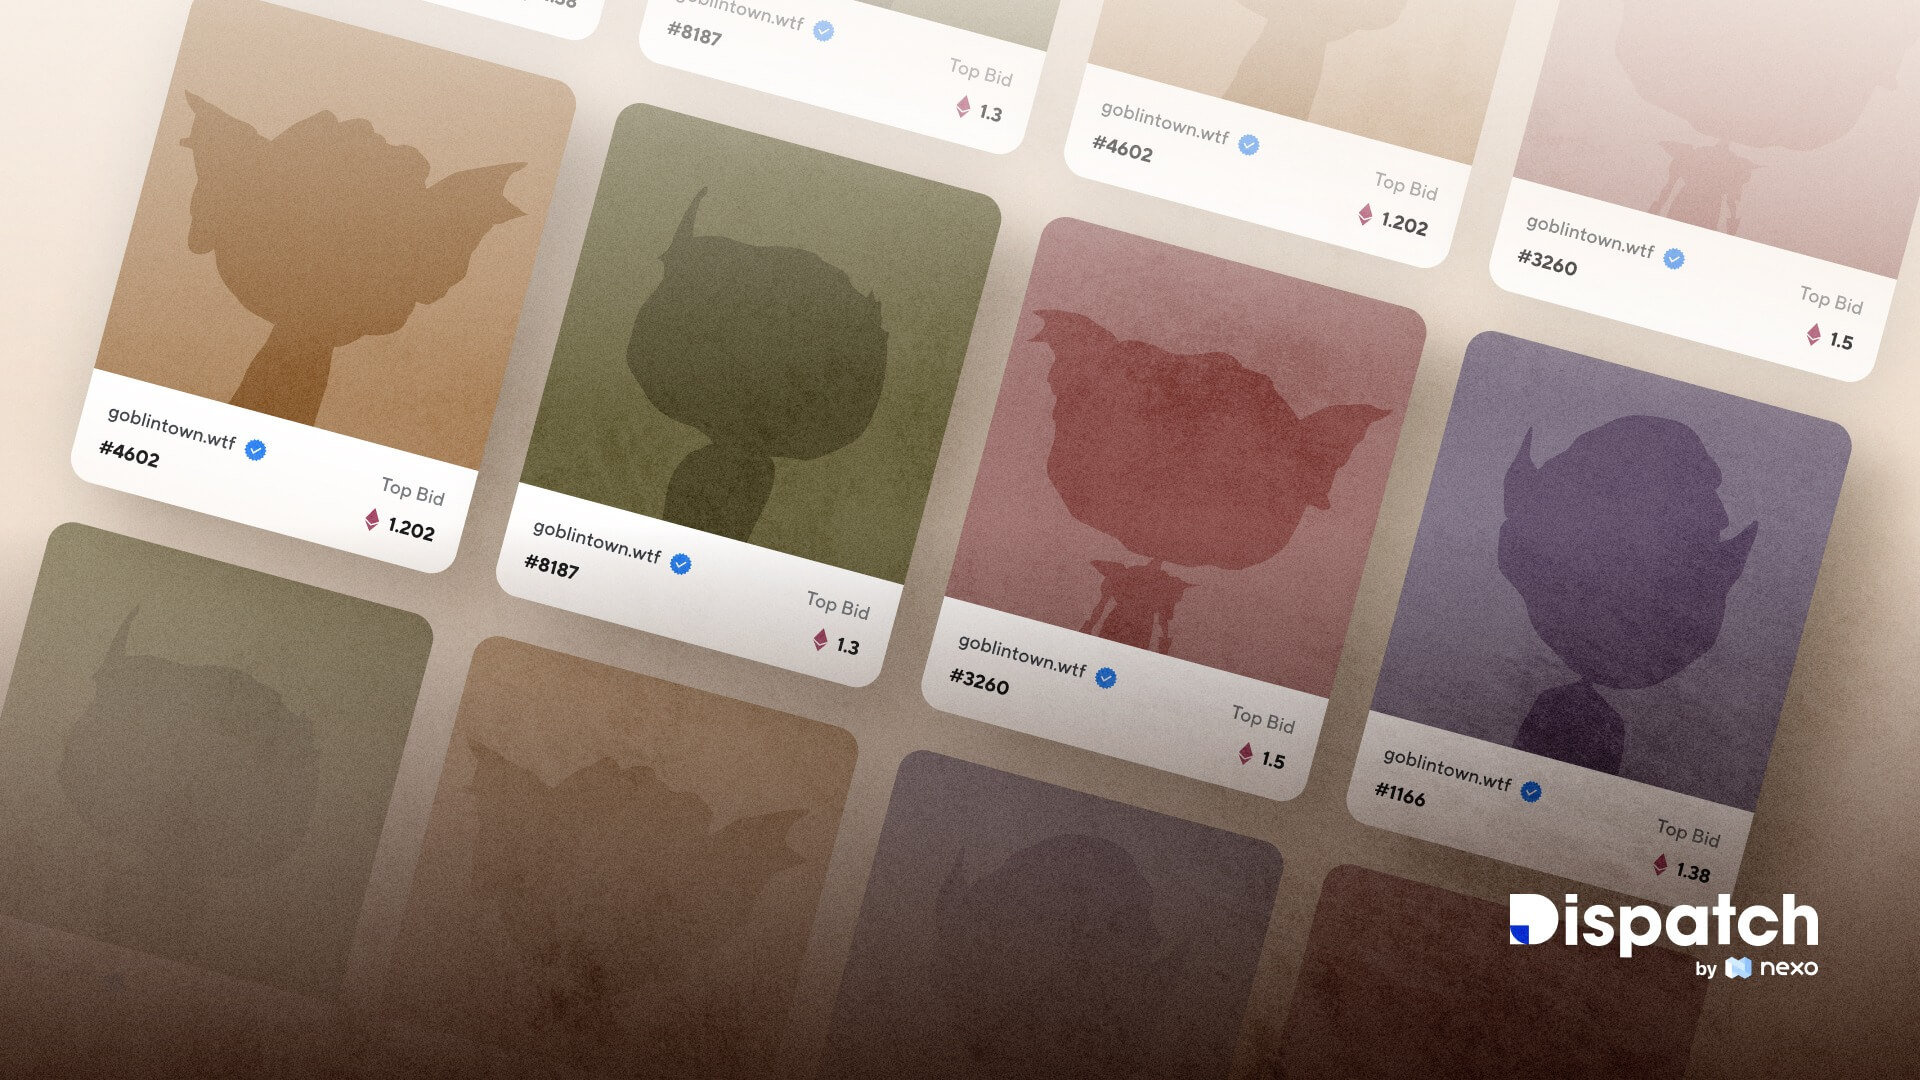 goblintown.wtf
#8187
Top Bid
1.3
goblintown.wtf
#4602
Top Bid
1.202
goblintown.wtf
#3260
Top Bid
1.5
goblintown.wtf
#4602
Top Bid
1.202
goblintown.wtf
#8187
Top Bid
1.3
goblintown.wtf
#3260
Top Bid
1.5
goblintown.wtf
#1166
Top Bid
1.38
Dispatch
by nexo